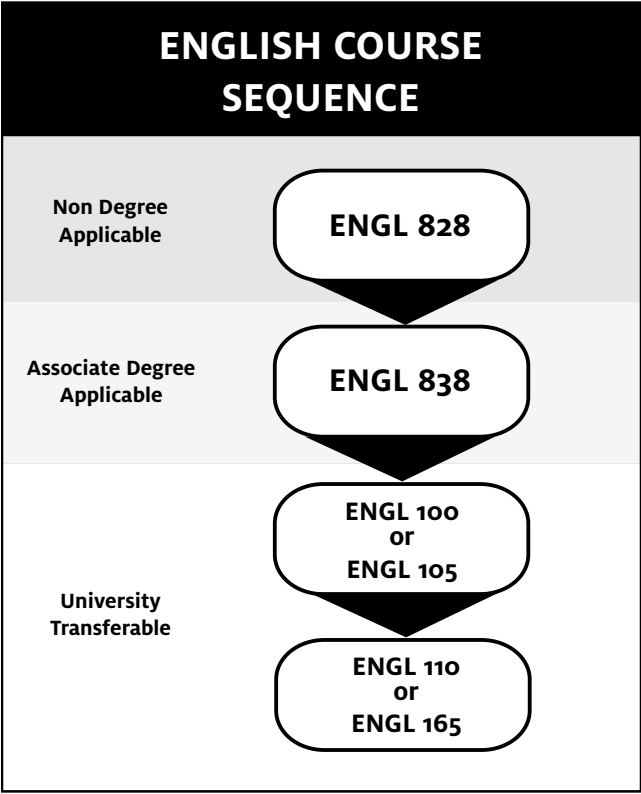 ENGLISH COURSE
SEQUENCE
Non Degree
Applicable
ENGL 828
Associate Degree
Applicable
ENGL 838
University
Transferable
ENGL 100
or
ENGL 105
ENGL 110
or
ENGL 165